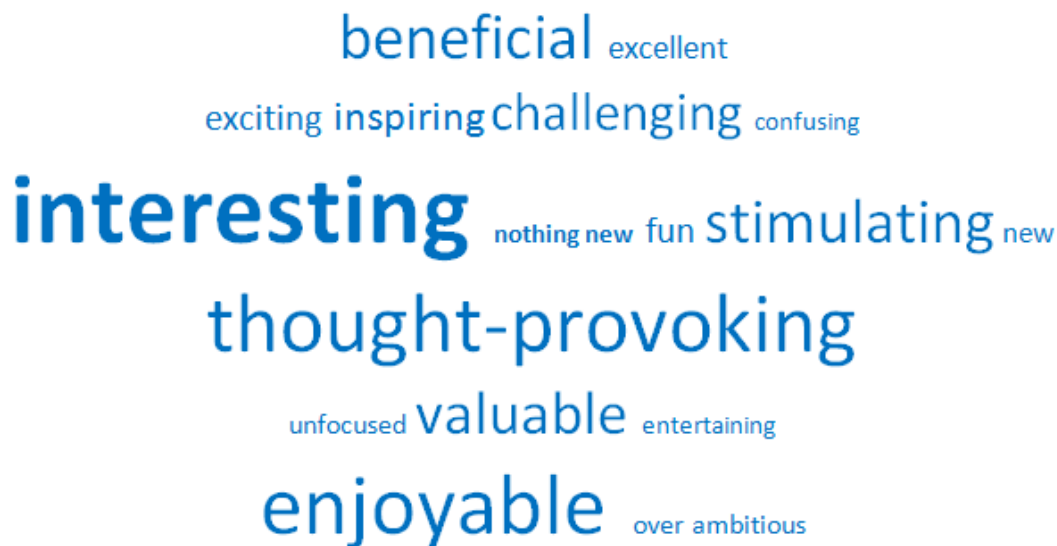 beneficial excellent
exciting inspiring challenging confusing
interesting nothing new fun stimulating new
thought-provoking
unfocused valuable entertaining
enjoyable over ambitious